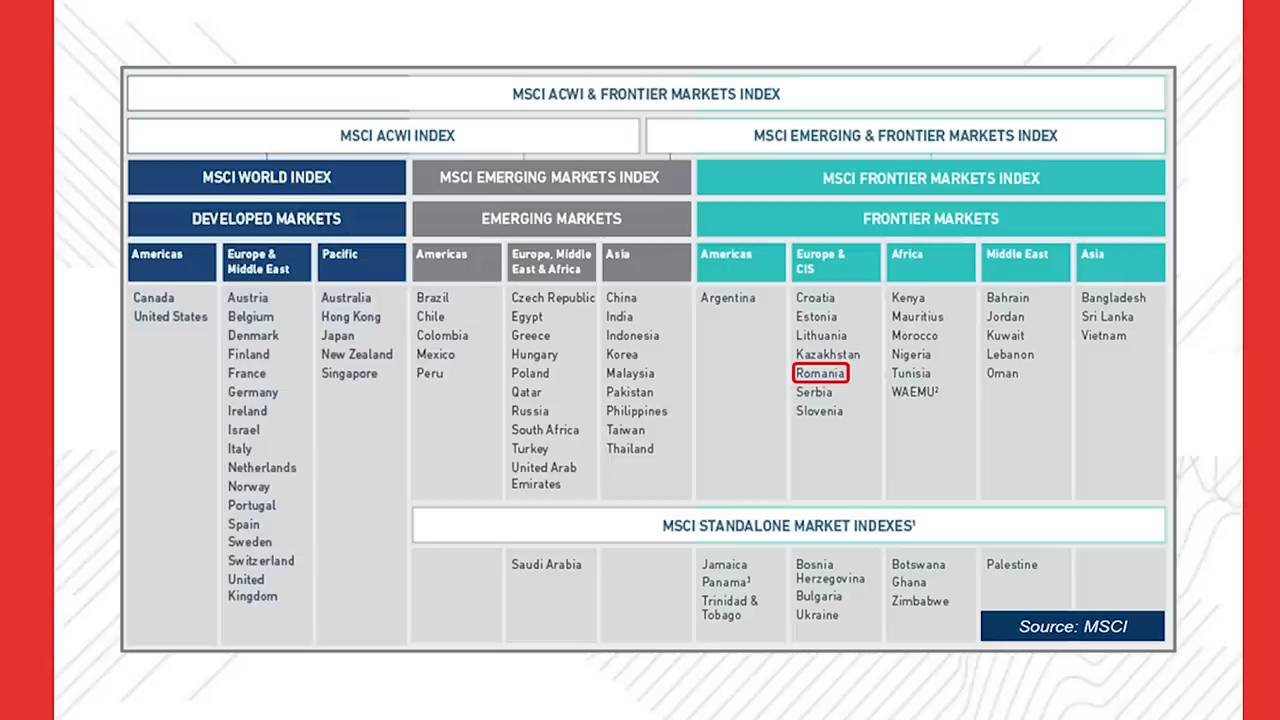 MSCI ACWI & FRONTIER MARKETS INDEX
MSCI ACWI INDEX
MSCI EMERGING & FRONTIER MARKETS INDEX
MSCI WORLD INDEX
MSCI EMERGING MARKETS INDEX
MSCI FRONTIER MARKETS INDEX
DEVELOPED MARKETS
EMERGING MARKETS
FRONTIER MARKETS
Americas
Canada
United States
Europe &
Middle East
Austria
Belgium
Denmark
Finland
France
Germany
Ireland
Israel
Italy
Netherlands
Norway
Portugal
Spain
Sweden
Switzerland
United
Kingdom
Pacific
Australia
Hong Kong
Japan
New Zealand
Singapore
Americas
Brazil
Chile
Colombia
Mexico
Peru
Europe, Middle
East & Africa
Czech Republic
Egypt
Greece
Hungary
Poland
Qatar
Russia
South Africa
Turkey
United Arab
Emirates
Asia
China
India
Indonesia
Korea
Malaysia
Pakistan
Philippines
Taiwan
Thailand
Americas
Argentina
Europe &
CIS
Croatia
Estonia
Lithuania
Kazakhstan
Romania
Serbia
Slovenia
Africa
Kenya
Mauritius
Morocco
Nigeria
Tunisia
WAEMU²
Middle East
Bahrain
Jordan
Kuwait
Lebanon
Oman
Asia
Bangladesh
Sri Lanka
Vietnam
MSCI STANDALONE MARKET INDEXES¹
Saudi Arabia
Jamaica
Panama³
Trinidad &
Tobago
Bosnia
Herzegovina
Bulgaria
Ukraine
Botswana
Ghana
Zimbabwe
Palestine
Source: MSCI